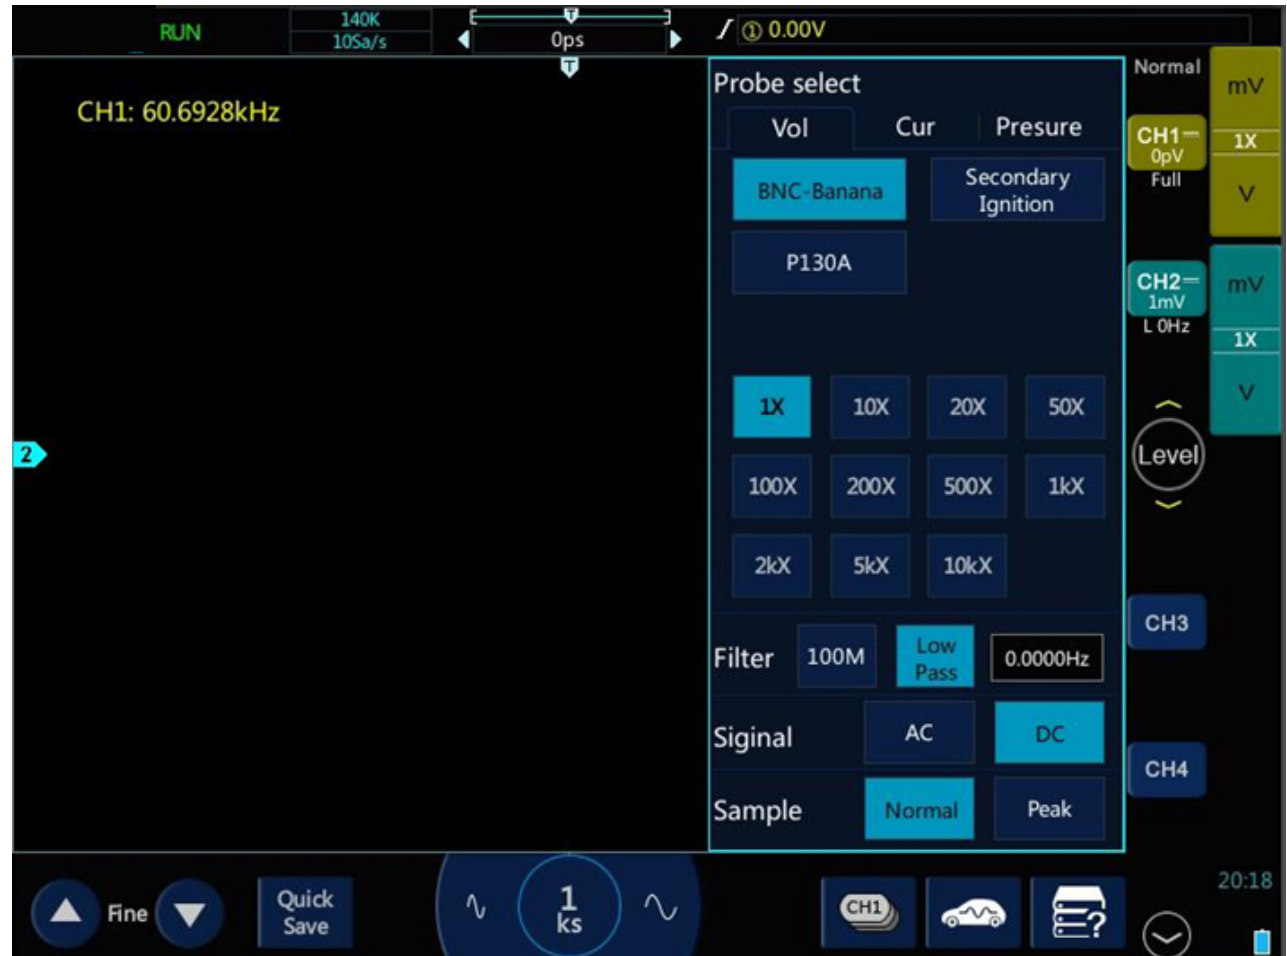 RUN
140K
10Sa/s
T
0ps
① 0.00V
T
CH1: 60.6928kHz
Probe select
Vol Cur Presure
BNC-Banana
Secondary
Ignition
P130A
1X 10X 20X 50X
100X 200X 500X 1kX
2kX 5kX 10kX
Filter 100M Low
Pass 0.0000Hz
Siginal AC DC
Sample Normal Peak
Normal
CH1
0pV
Full
mV
1X
V
CH2
1mV
L 0Hz
mV
1X
V
2
Level
CH3
CH4
Fine
Quick
Save
1
ks
CH1
?
20:18